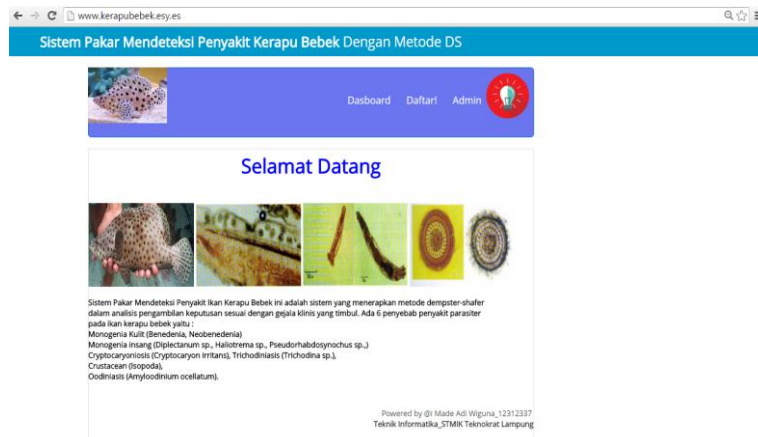 www.kerapubebek.esy.es
Sistem Pakar Mendeteksi Penyakit Kerapu Bebek Dengan Metode DS
Dasboard Daftar! Admin
Selamat Datang
Sistem Pakar Mendeteksi Penyakit Ikan Kerapu Bebek ini adalah sistem yang menerapkan metode dempster-shafer
dalam analisis pengambilan keputusan sesuai dengan gejala klinis yang timbul. Ada 6 penyebab penyakit parasiter
pada ikan kerapu bebek yaitu :
Monogenia Kulit (Benedenia, Neobenedenia)
Monogenia insang (Diplectanum sp., Haliotrema sp., Pseudorhabdosynochus sp.,)
Cryptocaryoniosis (Cryptocaryon irritans), Trichodiniasis (Trichodina sp.),
Crustacean (Isopoda),
Oodiniasis (Amyloodinium ocellatum).
Powered by @I Made Adi Wiguna_12312337
Teknik Informatika_STMIK Teknokrat Lampung